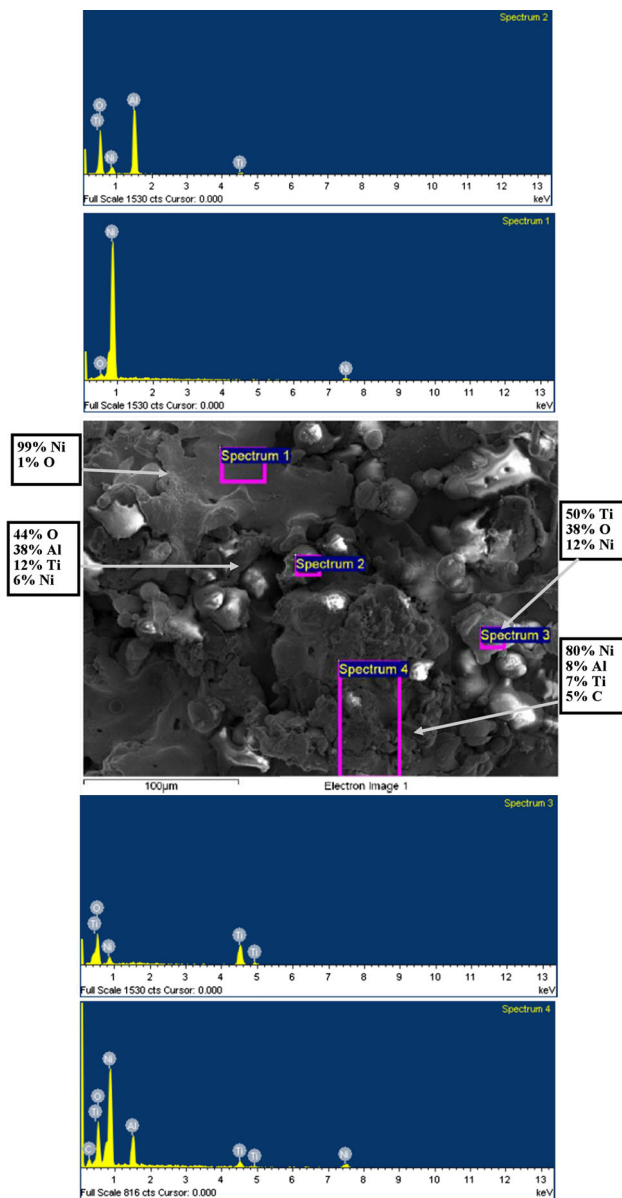 Spectrum 2
O
Al
Ti
Ni
Ti
1 2 3 4 5 6 7 8 9 10 11 12 13
Full Scale 1530 cts Cursor: 0.000 keV
Spectrum 1
Ni
O
Ni
1 2 3 4 5 6 7 8 9 10 11 12 13
Full Scale 1530 cts Cursor: 0.000 keV
99% Ni
1% O
44% O
38% Al
12% Ti
6% Ni
Spectrum 1
Spectrum 2
Spectrum 3
Spectrum 4
50% Ti
38% O
12% Ni
80% Ni
8% Al
7% Ti
5% C
100µm Electron Image 1
Spectrum 3
O
Ti
Ni
Ti
Ti
1 2 3 4 5 6 7 8 9 10 11 12 13
Full Scale 1530 cts Cursor: 0.000 keV
Spectrum 4
Ni
O
Ti
Al
C
Ti
Ti
Ni
1 2 3 4 5 6 7 8 9 10 11 12 13
Full Scale 816 cts Cursor: 0.000 keV